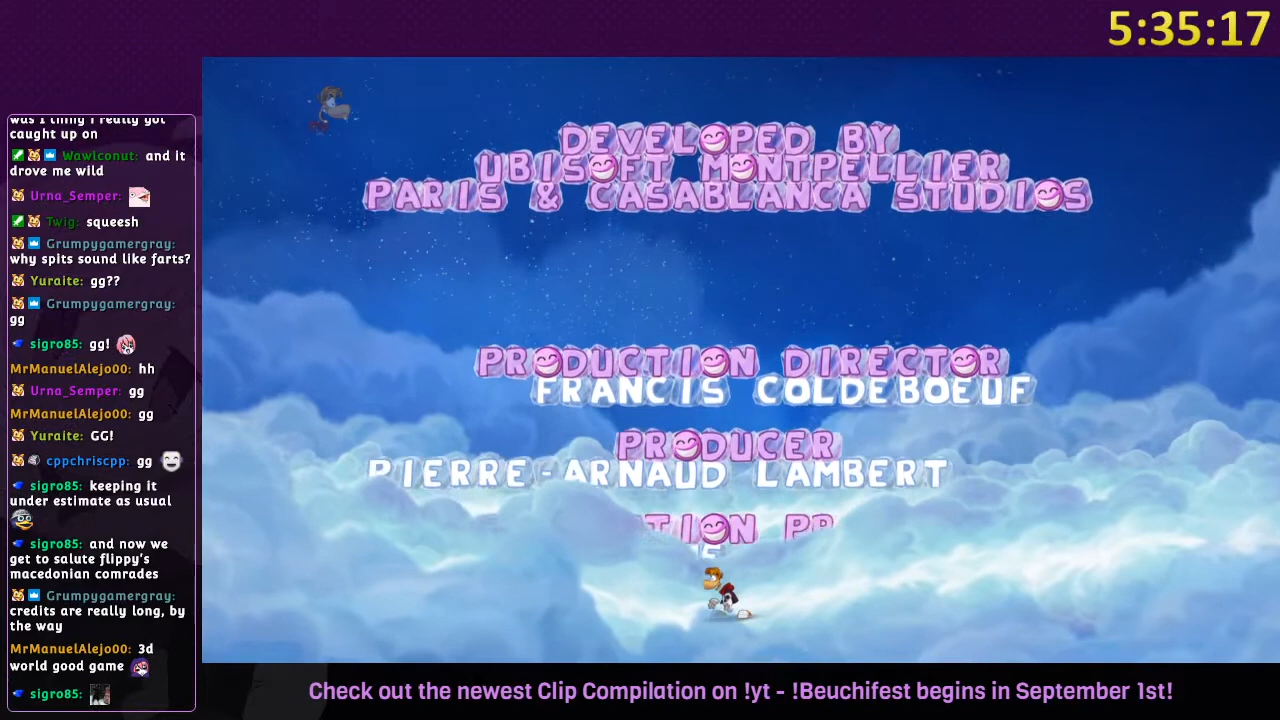 5:35:17
was 1 thing I really got
caught up on
Wawlconut: and it
drove me wild
Urna_Semper:
Twig: squeesh
Grumpygamergray:
why spits sound like farts?
Yuraite: gg??
Grumpygamergray:
gg
sigro85: gg!
MrManuelAlejo00: hh
Urna_Semper: gg
MrManuelAlejo00: gg
Yuraite: GG!
cppchriscpp: gg
sigro85: keeping it
under estimate as usual
sigro85: and now we
get to salute flippy's
macedonian comrades
Grumpygamergray:
credits are really long, by
the way
MrManuelAlejo00: 3d
world good game
sigro85:
DEVELOPED BY
UBISOFT MONTPELLIER
PARIS & CASABLANCA STUDIOS
PRODUCTION DIRECTOR
FRANCIS COLDEBOEUF
PRODUCER
PIERRE-ARNAUD LAMBERT
Check out the newest Clip Compilation on !yt - !Beuchifest begins in September 1st!